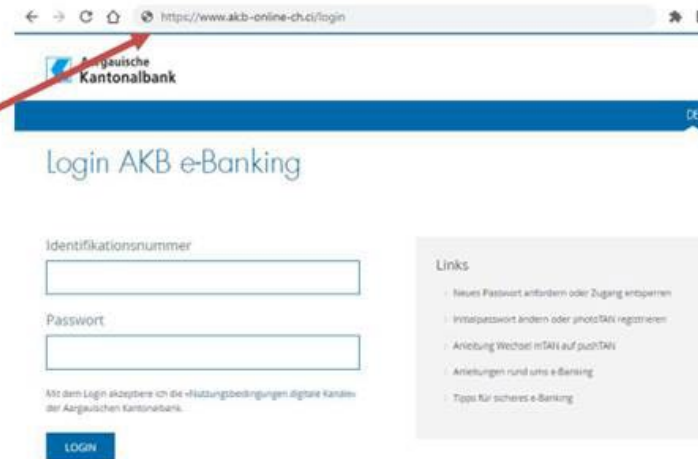 https://www.akb-online-ch.ci/login
Aargauische
Kantonalbank
DE
Login AKB e-Banking
Identifikationsnummer
Passwort
Mit dem Login akzeptiere ich die «Nutzungsbedingungen digitale Kanäle»
der Aargauischen Kantonalbank.
LOGIN
Links
Neues Passwort anfordern oder Zugang entsperren
Initialpasswort ändern oder photoTAN registrieren
Anleitung Wechsel mTAN auf pushTAN
Anleitungen rund ums e-Banking
Tipps für sicheres e-Banking